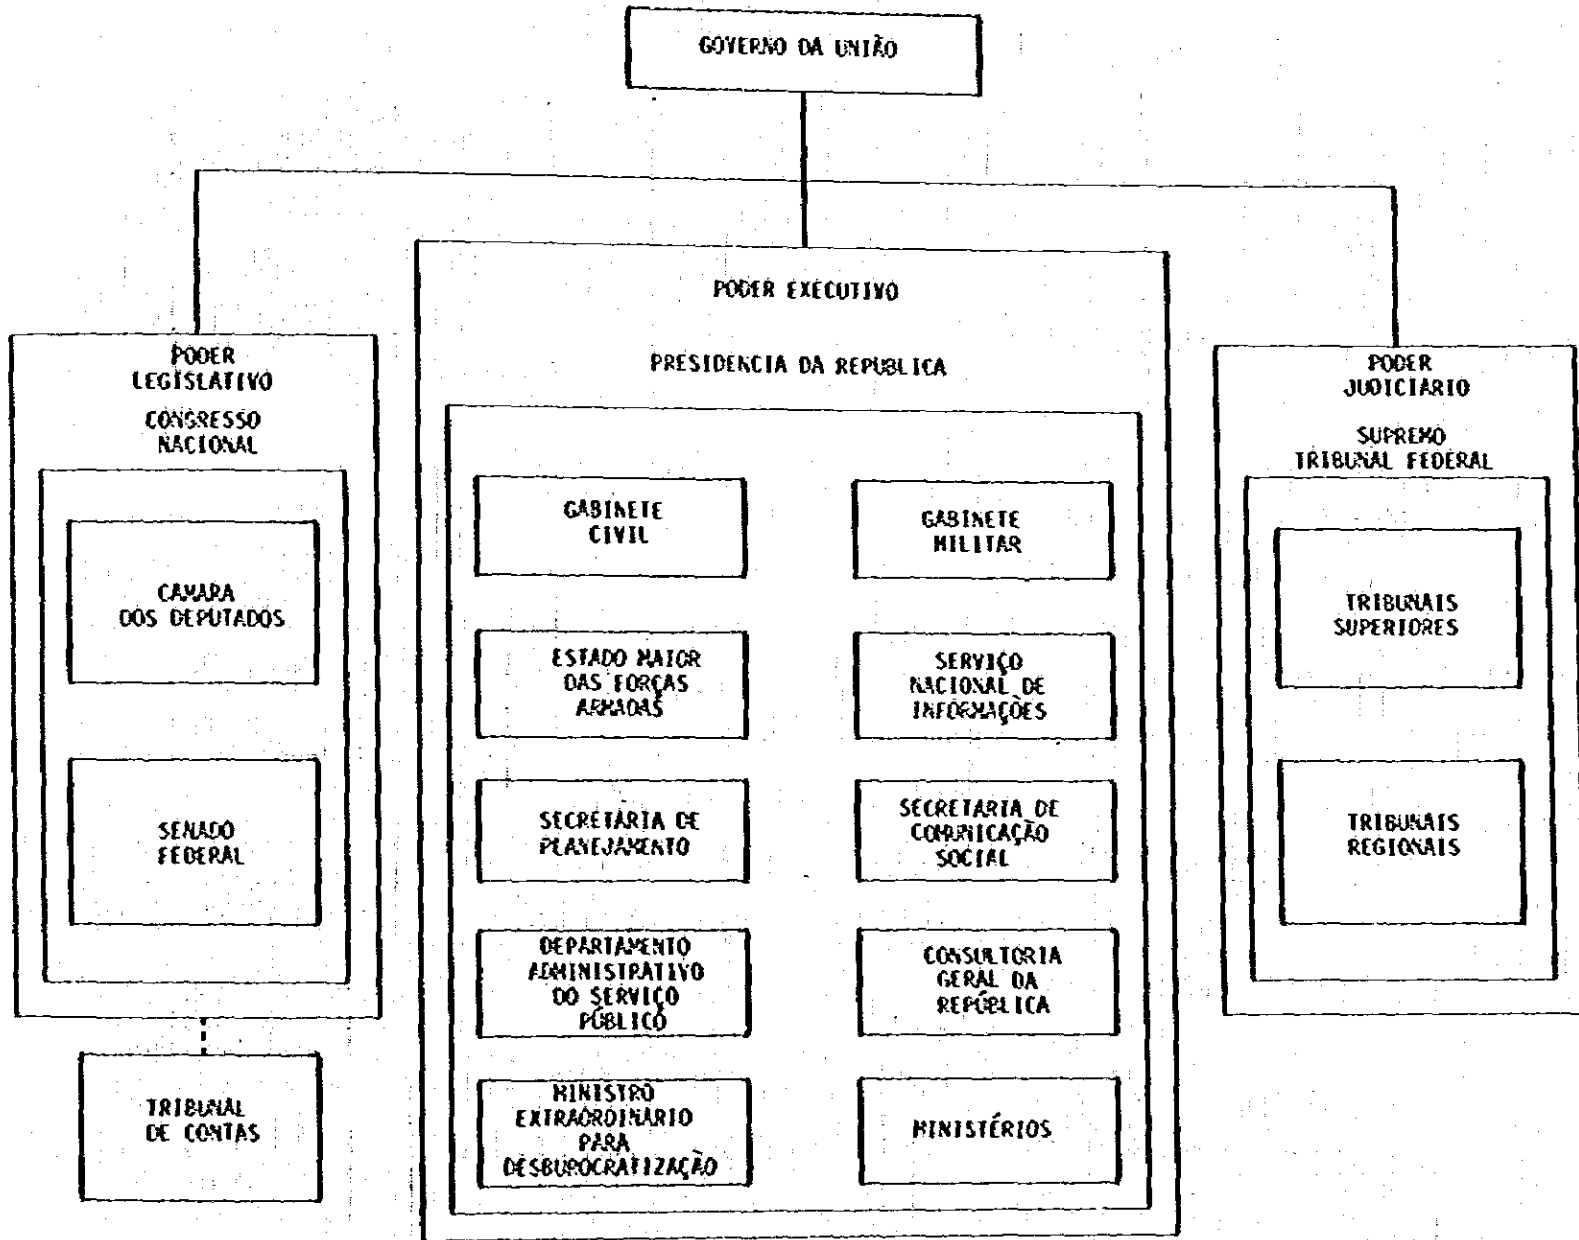 GOVERNO DA UNIÃO
PODER
LEGISLATIVO
CONGRESSO
NACIONAL
CAMARA
DOS DEPUTADOS
SENADO
FEDERAL
TRIBUNAL
DE CONTAS
PODER EXECUTIVO
PRESIDENCIA DA REPUBLICA
GABINETE
CIVIL
GABINETE
MILITAR
ESTADO MAIOR
DAS FORÇAS
ARMADAS
SERVIÇO
NACIONAL DE
INFORMAÇÕES
SECRETARIA DE
PLANEJAMENTO
SECRETARIA DE
COMUNICAÇÃO
SOCIAL
DEPARTAMENTO
ADMINISTRATIVO
DO SERVIÇO
PÚBLICO
CONSULTORIA
GERAL DA
REPÚBLICA
MINISTRO
EXTRAORDINÁRIO
PARA
DESBUROCRATIZAÇÃO
MINISTÉRIOS
PODER
JUDICIARIO
SUPREMO
TRIBUNAL FEDERAL
TRIBUNAIS
SUPERIORES
TRIBUNAIS
REGIONAIS